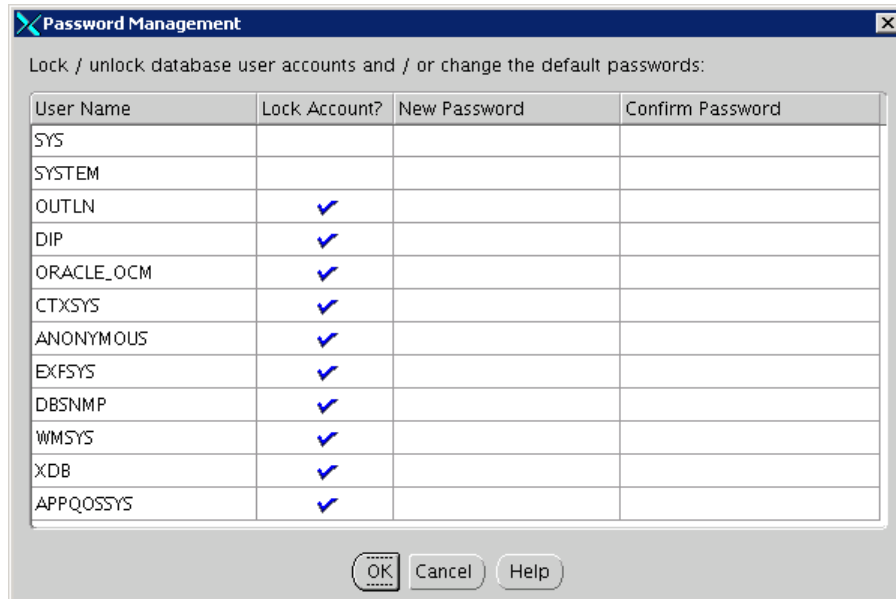 Password Management
Lock / unlock database user accounts and / or change the default passwords:
User Name Lock Account? New Password Confirm Password
SYS
SYSTEM
OUTLN
DIP
ORACLE_OCM
CTXSYS
ANONYMOUS
EXFSYS
DBSNMP
WMSYS
XDB
APPQOSSYS
OK Cancel Help